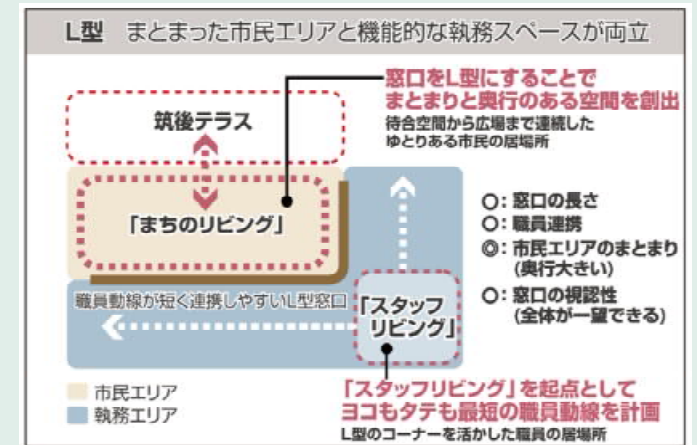 L型 まとまった市民エリアと機能的な執務スペースが両立
窓口をL型にすることで
まとまりと奥行のある空間を創出
待合空間から広場まで連続した
ゆとりある市民の居場所
筑後テラス
「まちのリビング」
○：窓口の長さ
○：職員連携
◎：市民エリアのまとまり
(奥行大きい)
○：窓口の視認性
(全体が一望できる)
職員動線が短く連携しやすいL型窓口
「スタッフ
リビング」
市民エリア
執務エリア
「スタッフリビング」を起点として
ヨコもタテも最短の職員動線を計画
L型のコーナーを活かした職員の居場所